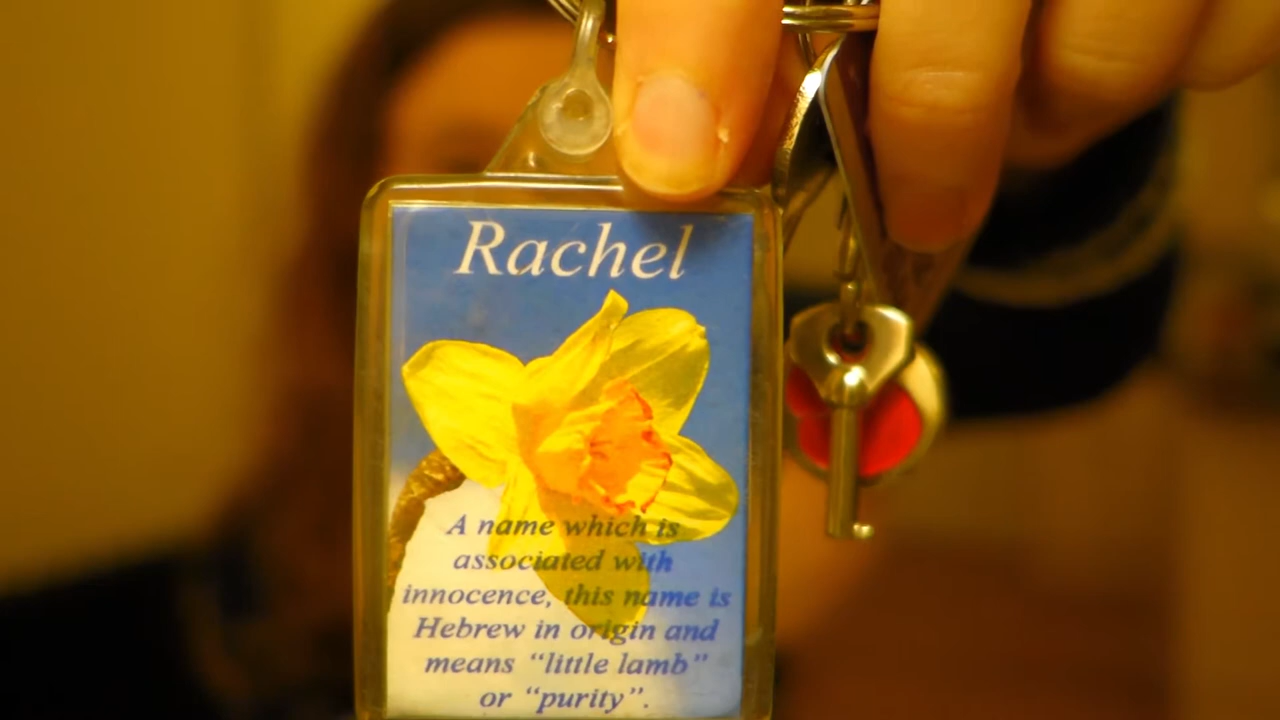 Rachel
A name which is
associated with
innocence, this name is
Hebrew in origin and
means “little lamb”
or “purity”.